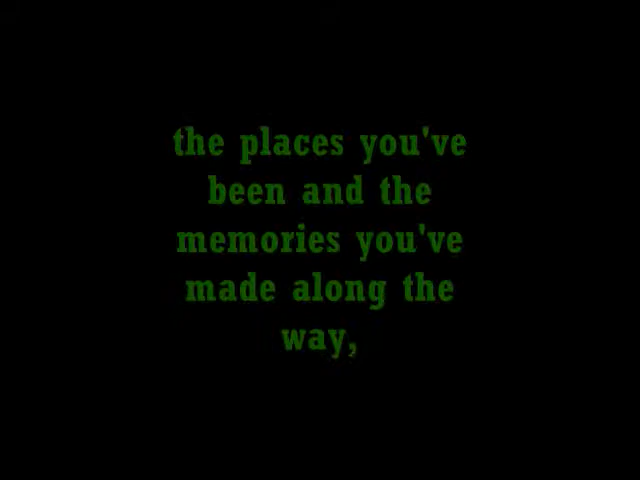 the places you've
been and the
memories you've
made along the
way,